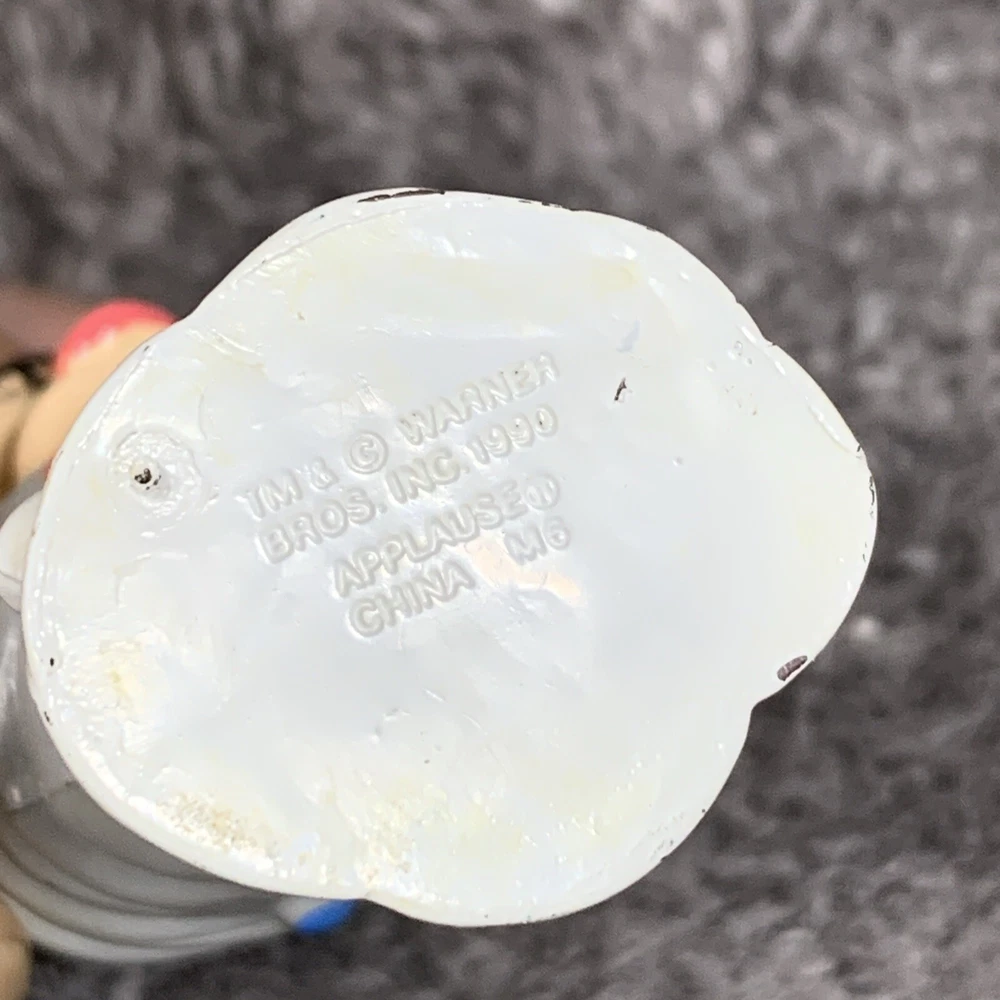 TM & © WARNER
BROS. INC. 1990
APPLAUSE®
CHINA M6